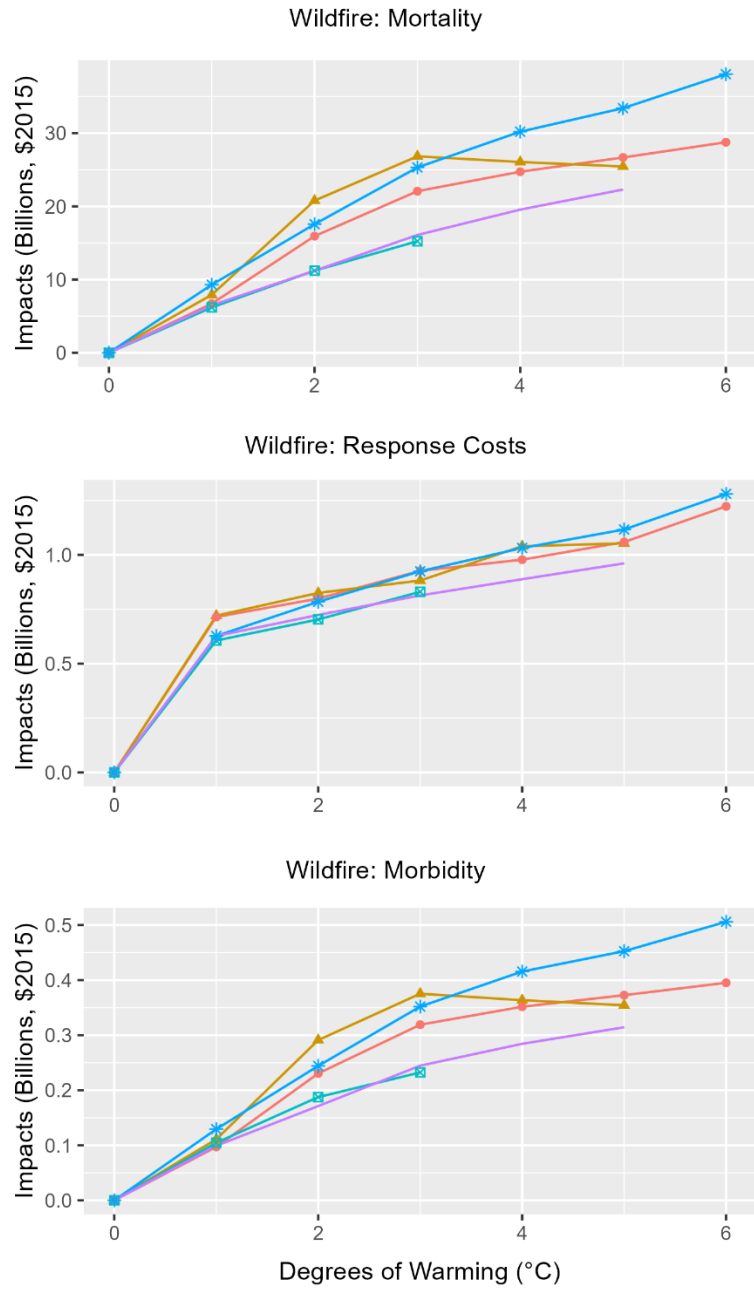 Wildfire: Mortality
Impacts (Billions, $2015)
30
20
10
0
0 2 4 6
Wildfire: Response Costs
Impacts (Billions, $2015)
1.0
0.5
0.0
0 2 4 6
Wildfire: Morbidity
Impacts (Billions, $2015)
0.5
0.4
0.3
0.2
0.1
0.0
0 2 4 6
Degrees of Warming (°C)